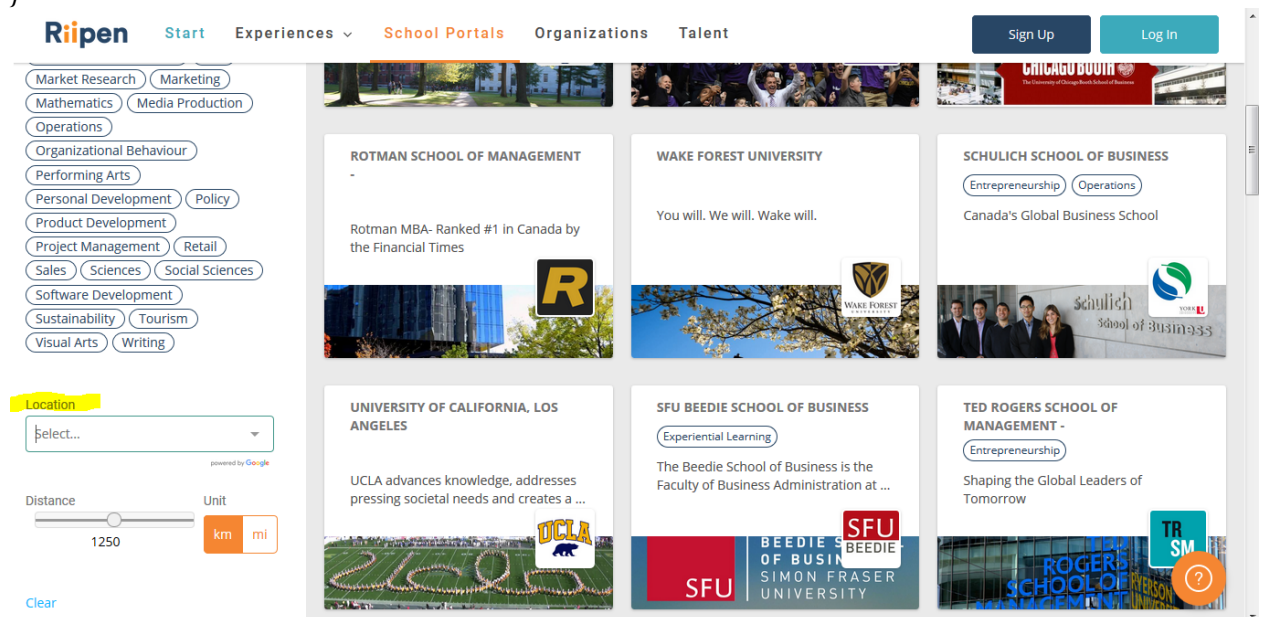 Riipen
Start
Experiences
School Portals
Organizations
Talent
Sign Up
Log In
Market Research
Marketing
Mathematics
Media Production
Operations
Organizational Behaviour
Performing Arts
Personal Development
Policy
Product Development
Project Management
Retail
Sales
Sciences
Social Sciences
Software Development
Sustainability
Tourism
Visual Arts
Writing
Location
Select...
powered by Google
Distance
Unit
1250
km
mi
Clear
CHICAGO BOOTH
The University of Chicago Booth School of Business
ROTMAN SCHOOL OF MANAGEMENT
-
Rotman MBA- Ranked #1 in Canada by
the Financial Times
R
WAKE FOREST UNIVERSITY
You will. We will. Wake will.
WAKE FOREST
UNIVERSITY
SCHULICH SCHOOL OF BUSINESS
Entrepreneurship
Operations
Canada's Global Business School
Schulich
School of Business
YORK U
UNIVERSITY OF CALIFORNIA, LOS
ANGELES
UCLA advances knowledge, addresses
pressing societal needs and creates a ...
UCLA
Ucla
SFU BEEDIE SCHOOL OF BUSINESS
Experiential Learning
The Beedie School of Business is the
Faculty of Business Administration at ...
SFU
BEEDIE
SFU
BEEDIE
OF
SIMON FRASER
UNIVERSITY
TED ROGERS SCHOOL OF
MANAGEMENT -
Entrepreneurship
Shaping the Global Leaders of
Tomorrow
TR
SM
ROGERS
SCHOOL OF
?